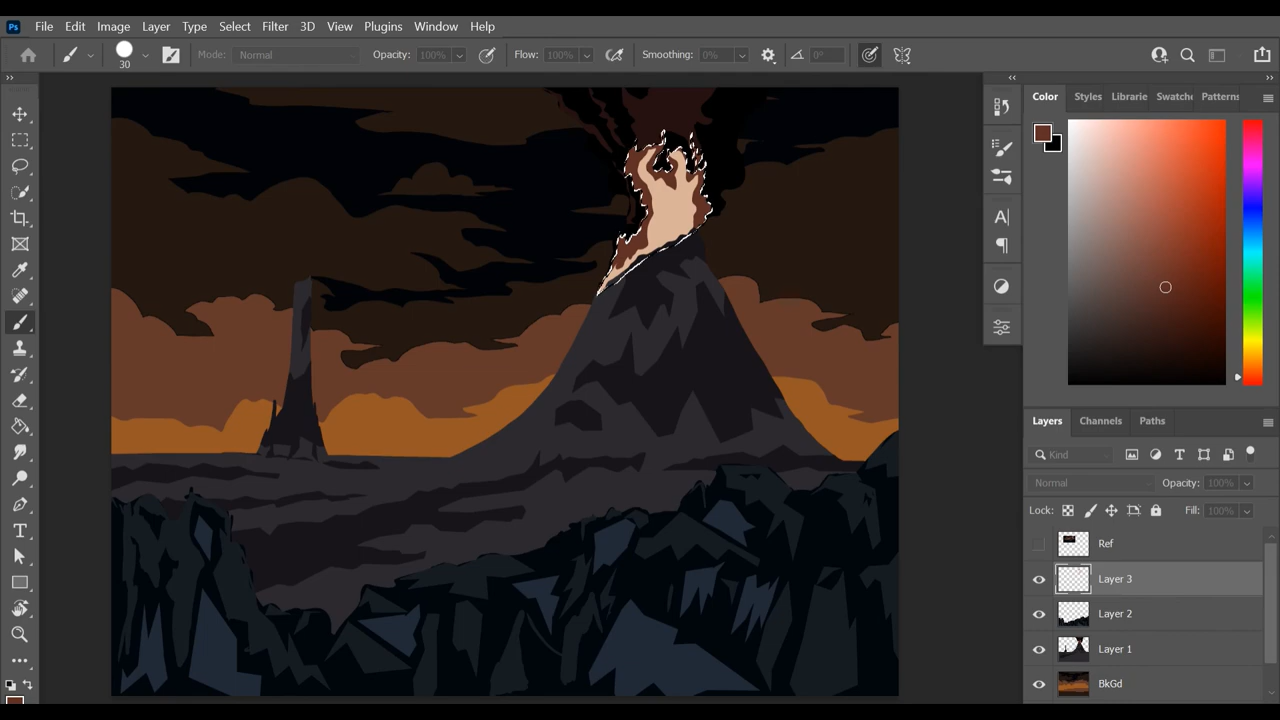 Ps File Edit Image Layer Type Select Filter 3D View Plugins Window Help
30 Mode: Normal Opacity: 100% Flow: 100% Smoothing: 0% 0°
Color Styles Librarie Swatche Patterns
Layers Channels Paths
Kind
Normal Opacity: 100%
Lock: Fill: 100%
Ref
Layer 3
Layer 2
Layer 1
BkGd